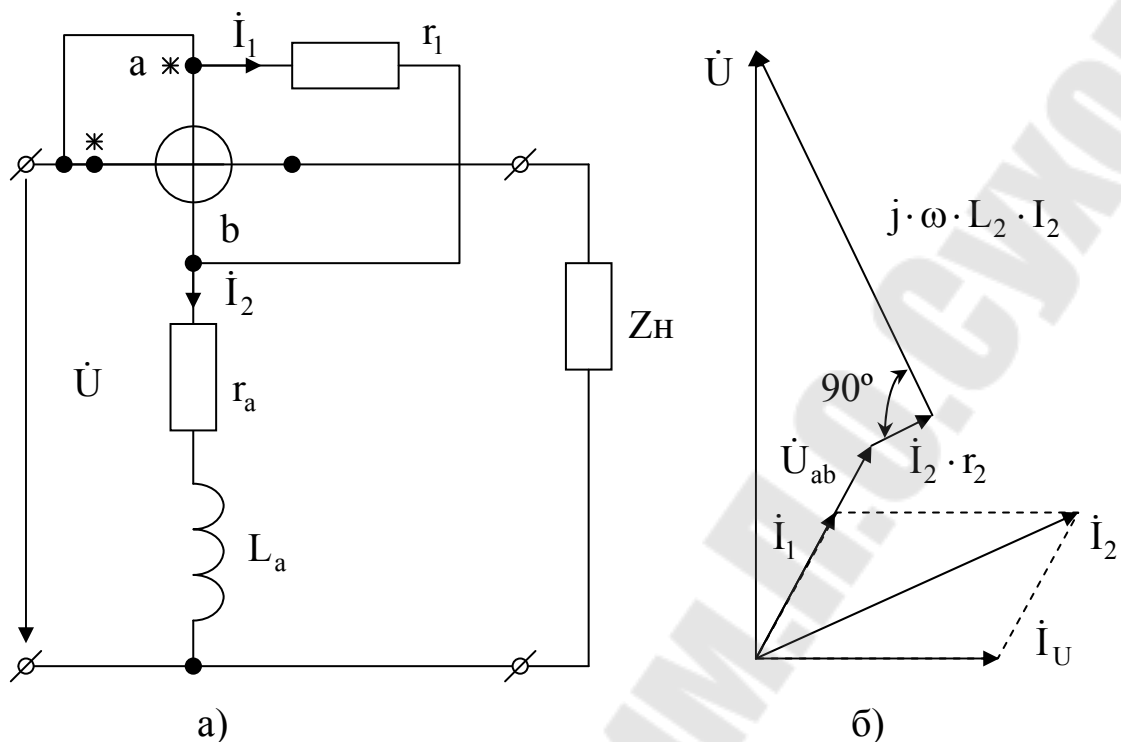 İ₁
r₁
a
*
*
b
İ₂
Zн
U̇
rₐ
Lₐ
а)
U̇
j · ω · L₂ · I₂
90º
U̇ab
İ₂ · r₂
İ₁
İ₂
İU
б)